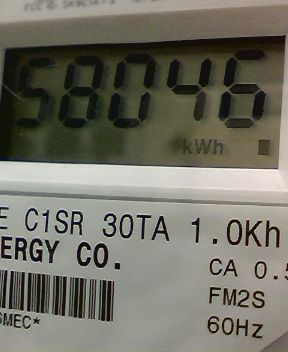 58046
kWh
E C1SR 30TA 1.0Kh
ERGY CO.
CA 0.5
FM2S
60Hz
SMEC*